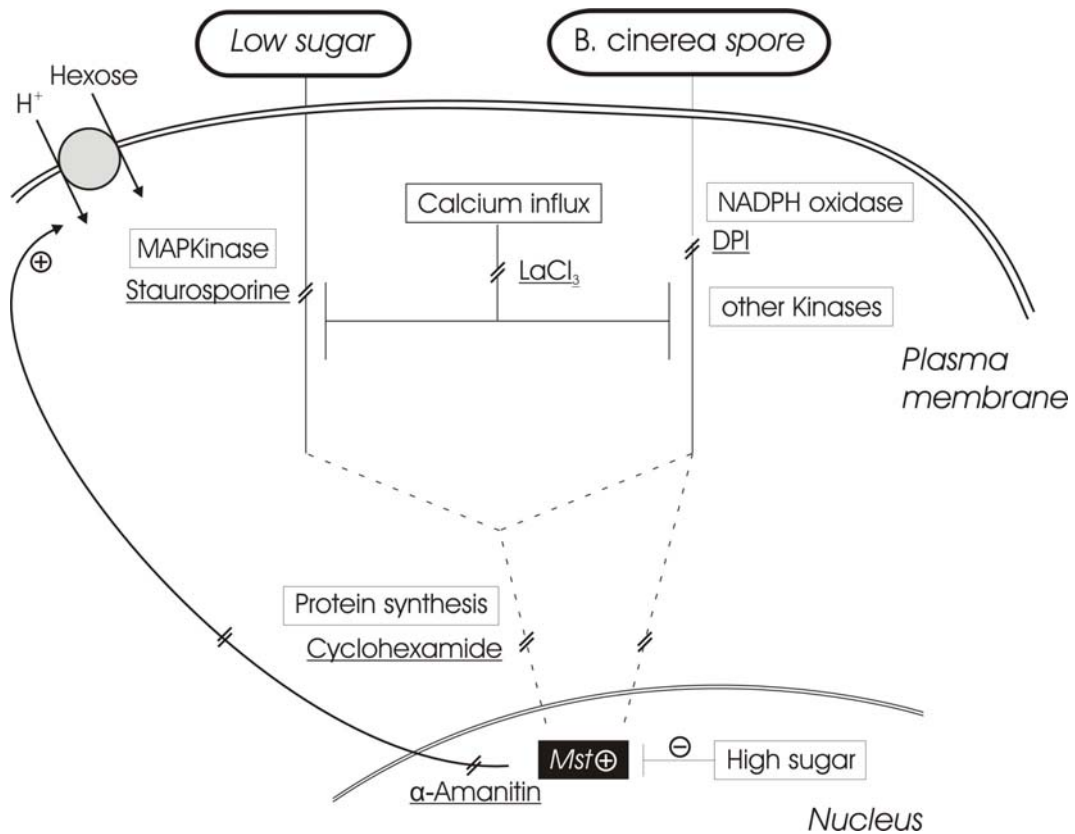 Low sugar
B. cinerea spore
Hexose
H⁺
Calcium influx
NADPH oxidase
DPI
MAPKinase
Staurosporine
LaCl₃
other Kinases
+
Plasma
membrane
Protein synthesis
Cyclohexamide
Mst+
−
High sugar
α-Amanitin
Nucleus